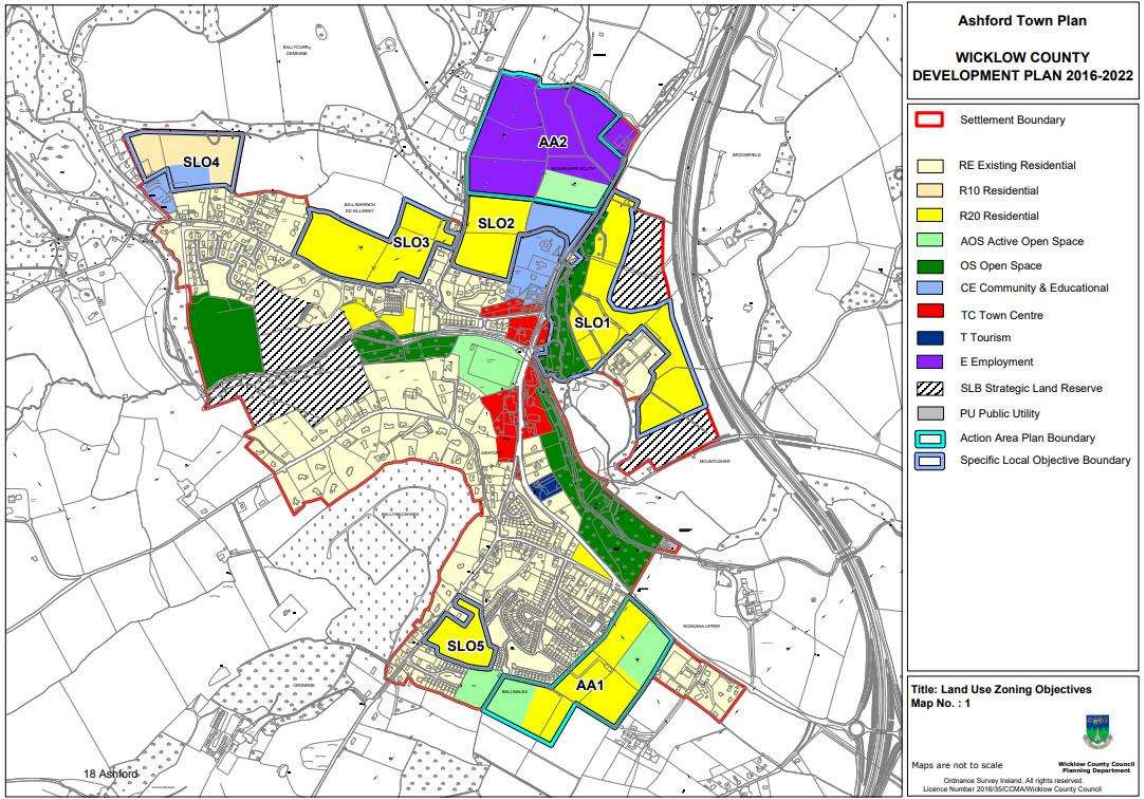 Ashford Town Plan
WICKLOW COUNTY
DEVELOPMENT PLAN 2016-2022
Settlement Boundary
RE Existing Residential
R10 Residential
R20 Residential
AOS Active Open Space
OS Open Space
CE Community & Educational
TC Town Centre
T Tourism
E Employment
SLB Strategic Land Reserve
PU Public Utility
Action Area Plan Boundary
Specific Local Objective Boundary
Title: Land Use Zoning Objectives
Map No. : 1
Maps are not to scale
Wicklow County Council
Planning Department
Ordnance Survey Ireland. All rights reserved.
Licence Number 2016/35/CCMA/Wicklow County Council
BROOMFIELD
AA2
SLO4
SLO2
SLO3
SLO1
MOUNTUSHER
ROSSANA UPPER
SLO5
AA1
18 Ashford